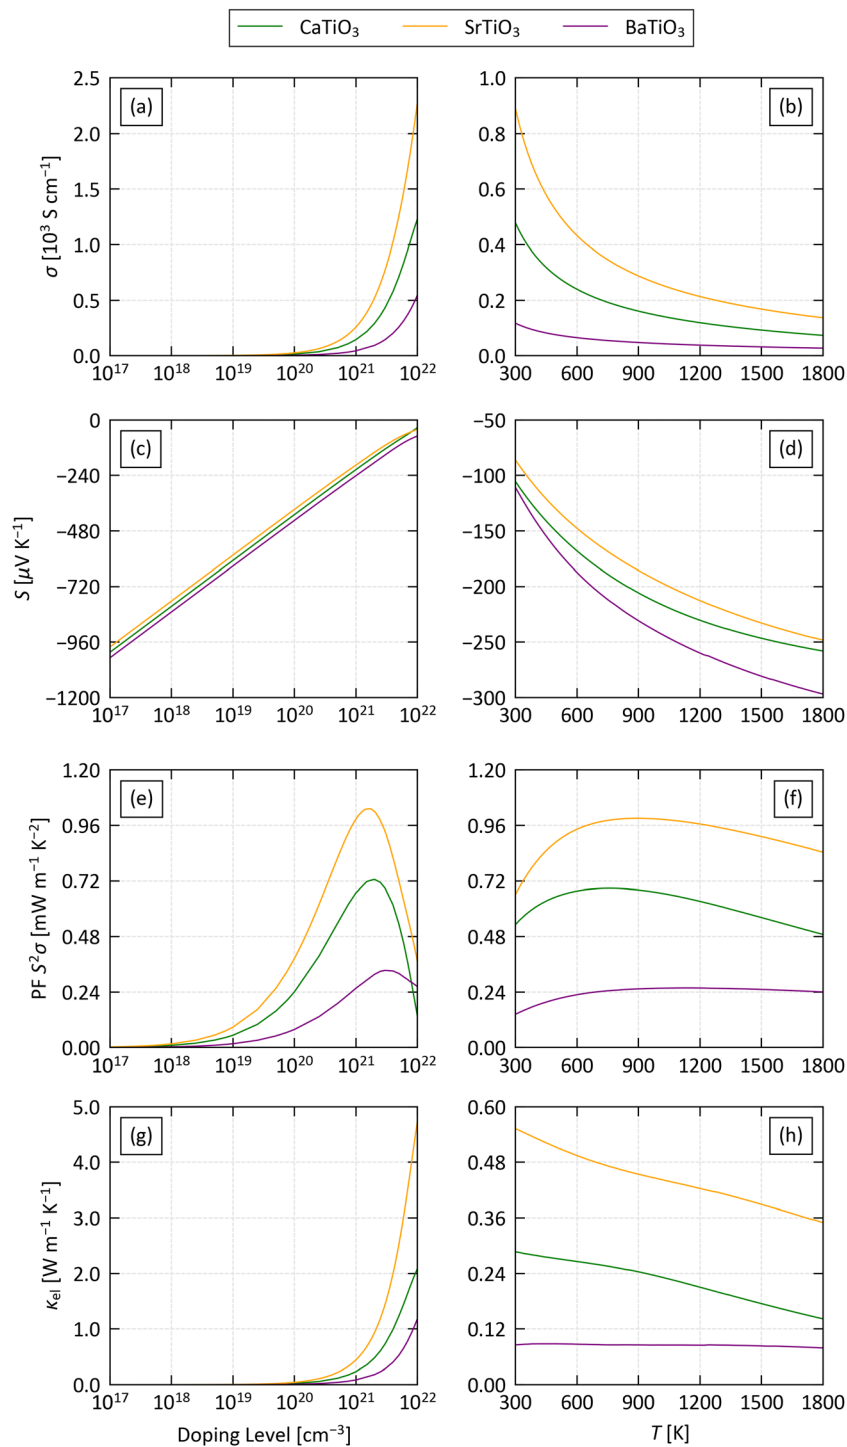 CaTiO₃ SrTiO₃ BaTiO₃
(a)
σ [10³ S cm⁻¹]
2.5
2.0
1.5
1.0
0.5
0.0
10¹⁷ 10¹⁸ 10¹⁹ 10²⁰ 10²¹ 10²²
(b)
1.0
0.8
0.6
0.4
0.2
0.0
300 600 900 1200 1500 1800
(c)
S [μV K⁻¹]
0
−240
−480
−720
−960
−1200
10¹⁷ 10¹⁸ 10¹⁹ 10²⁰ 10²¹ 10²²
(d)
−50
−100
−150
−200
−250
−300
300 600 900 1200 1500 1800
(e)
PF S²σ [mW m⁻¹ K⁻²]
1.20
0.96
0.72
0.48
0.24
0.00
10¹⁷ 10¹⁸ 10¹⁹ 10²⁰ 10²¹ 10²²
(f)
1.20
0.96
0.72
0.48
0.24
0.00
300 600 900 1200 1500 1800
(g)
κₑₗ [W m⁻¹ K⁻¹]
5.0
4.0
3.0
2.0
1.0
0.0
10¹⁷ 10¹⁸ 10¹⁹ 10²⁰ 10²¹ 10²²
Doping Level [cm⁻³]
(h)
0.60
0.48
0.36
0.24
0.12
0.00
300 600 900 1200 1500 1800
T [K]